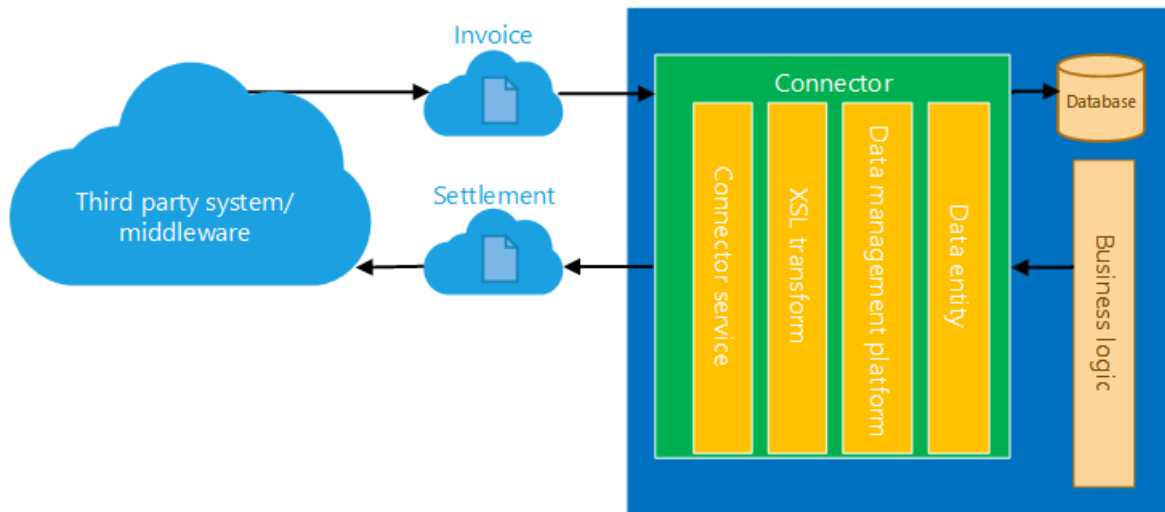 Invoice
Third party system/
middleware
Settlement
Connector
Connector service
XSL transform
Data management platform
Data entity
Database
Business logic